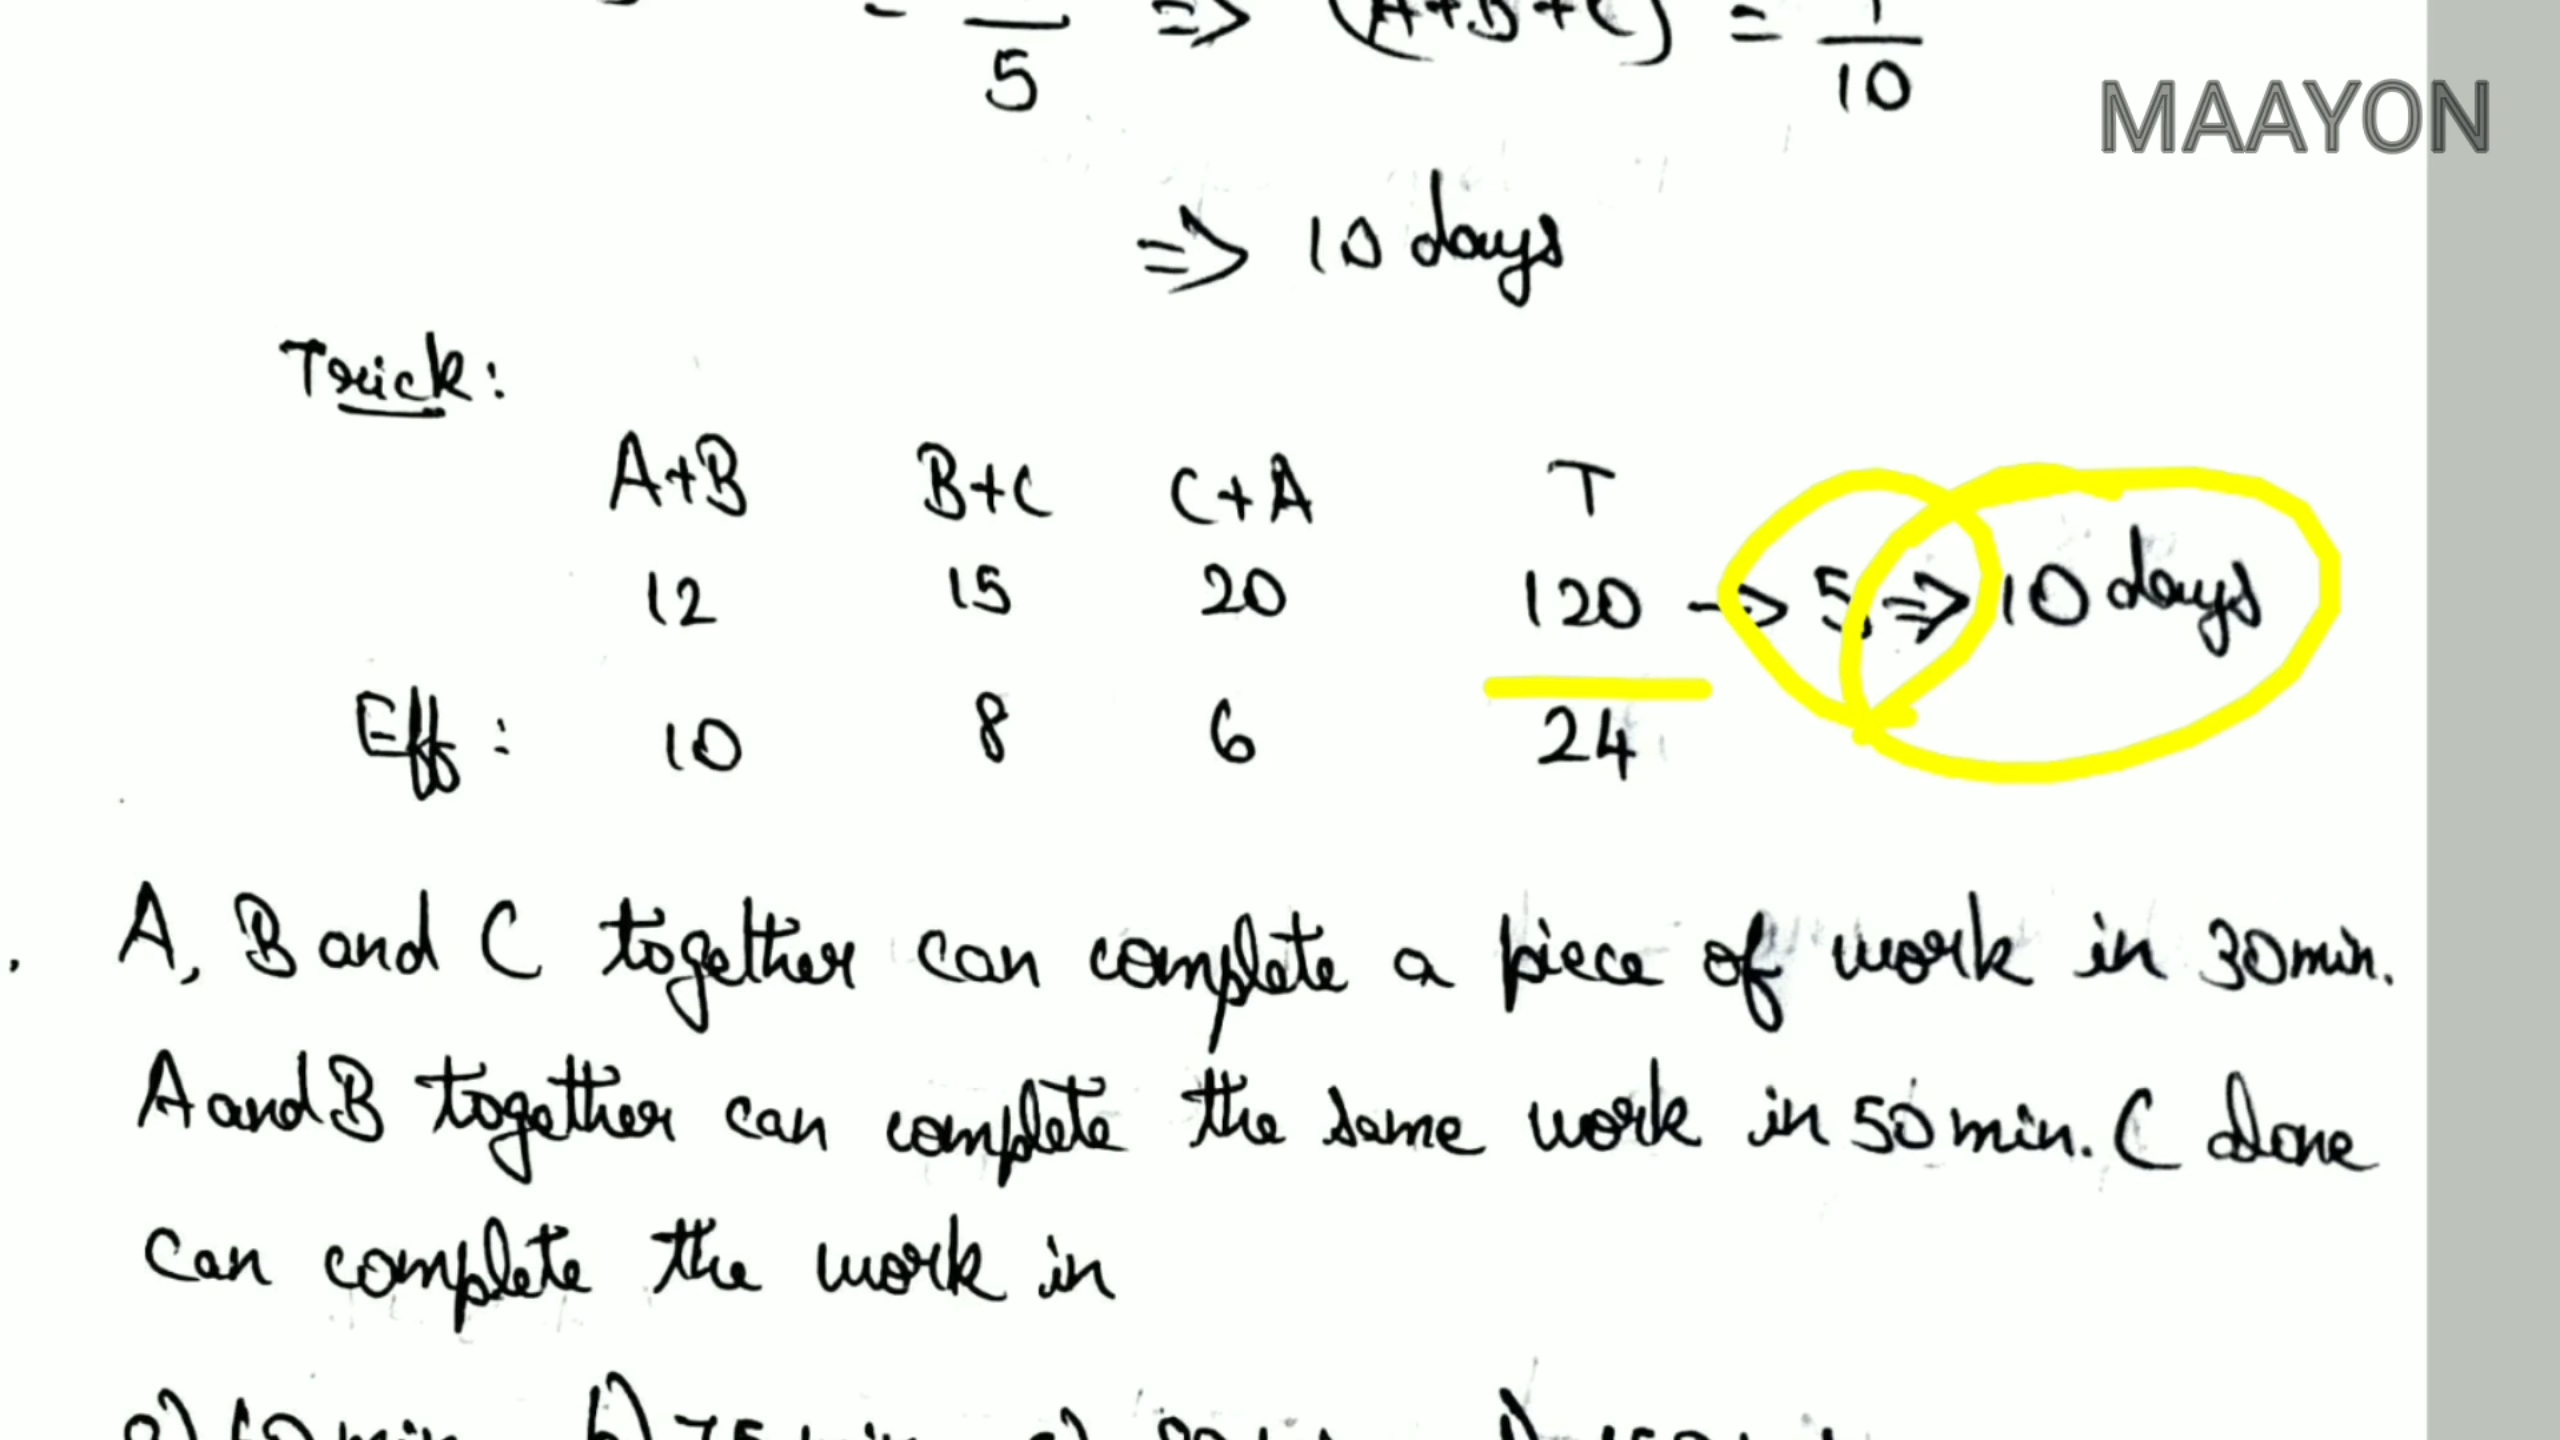 5 => (A+B+C) = 1/10
MAAYON
=> 10 days
Trick:
A+B B+C C+A T
12 15 20 120 -> 5 => 10 days
Eff: 10 8 6 24
A, B and C together can complete a piece of work in 30min.
A and B together can complete the same work in 50min. C alone
can complete the work in